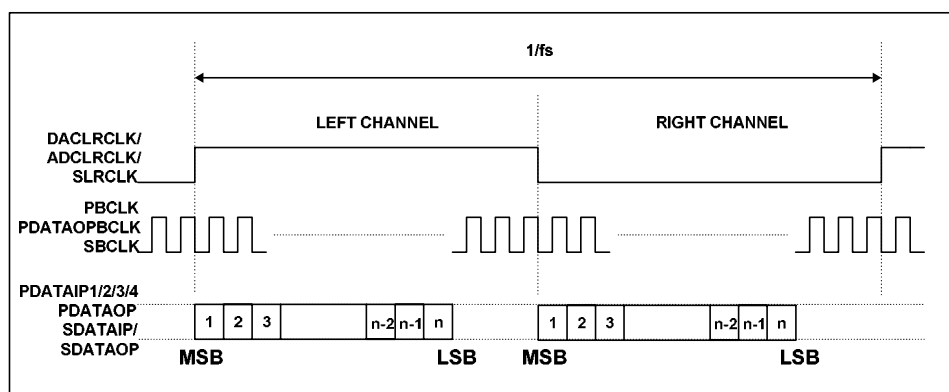 1/fs
LEFT CHANNEL RIGHT CHANNEL
DACLRCLK/
ADCLRCLK/
SLRCLK
PBCLK
PDATAOPBCLK
SBCLK
PDATAIP1/2/3/4
PDATAOP
SDATAIP/
SDATAOP
1 2 3 n-2 n-1 n 1 2 3 n-2 n-1 n
MSB LSB MSB LSB